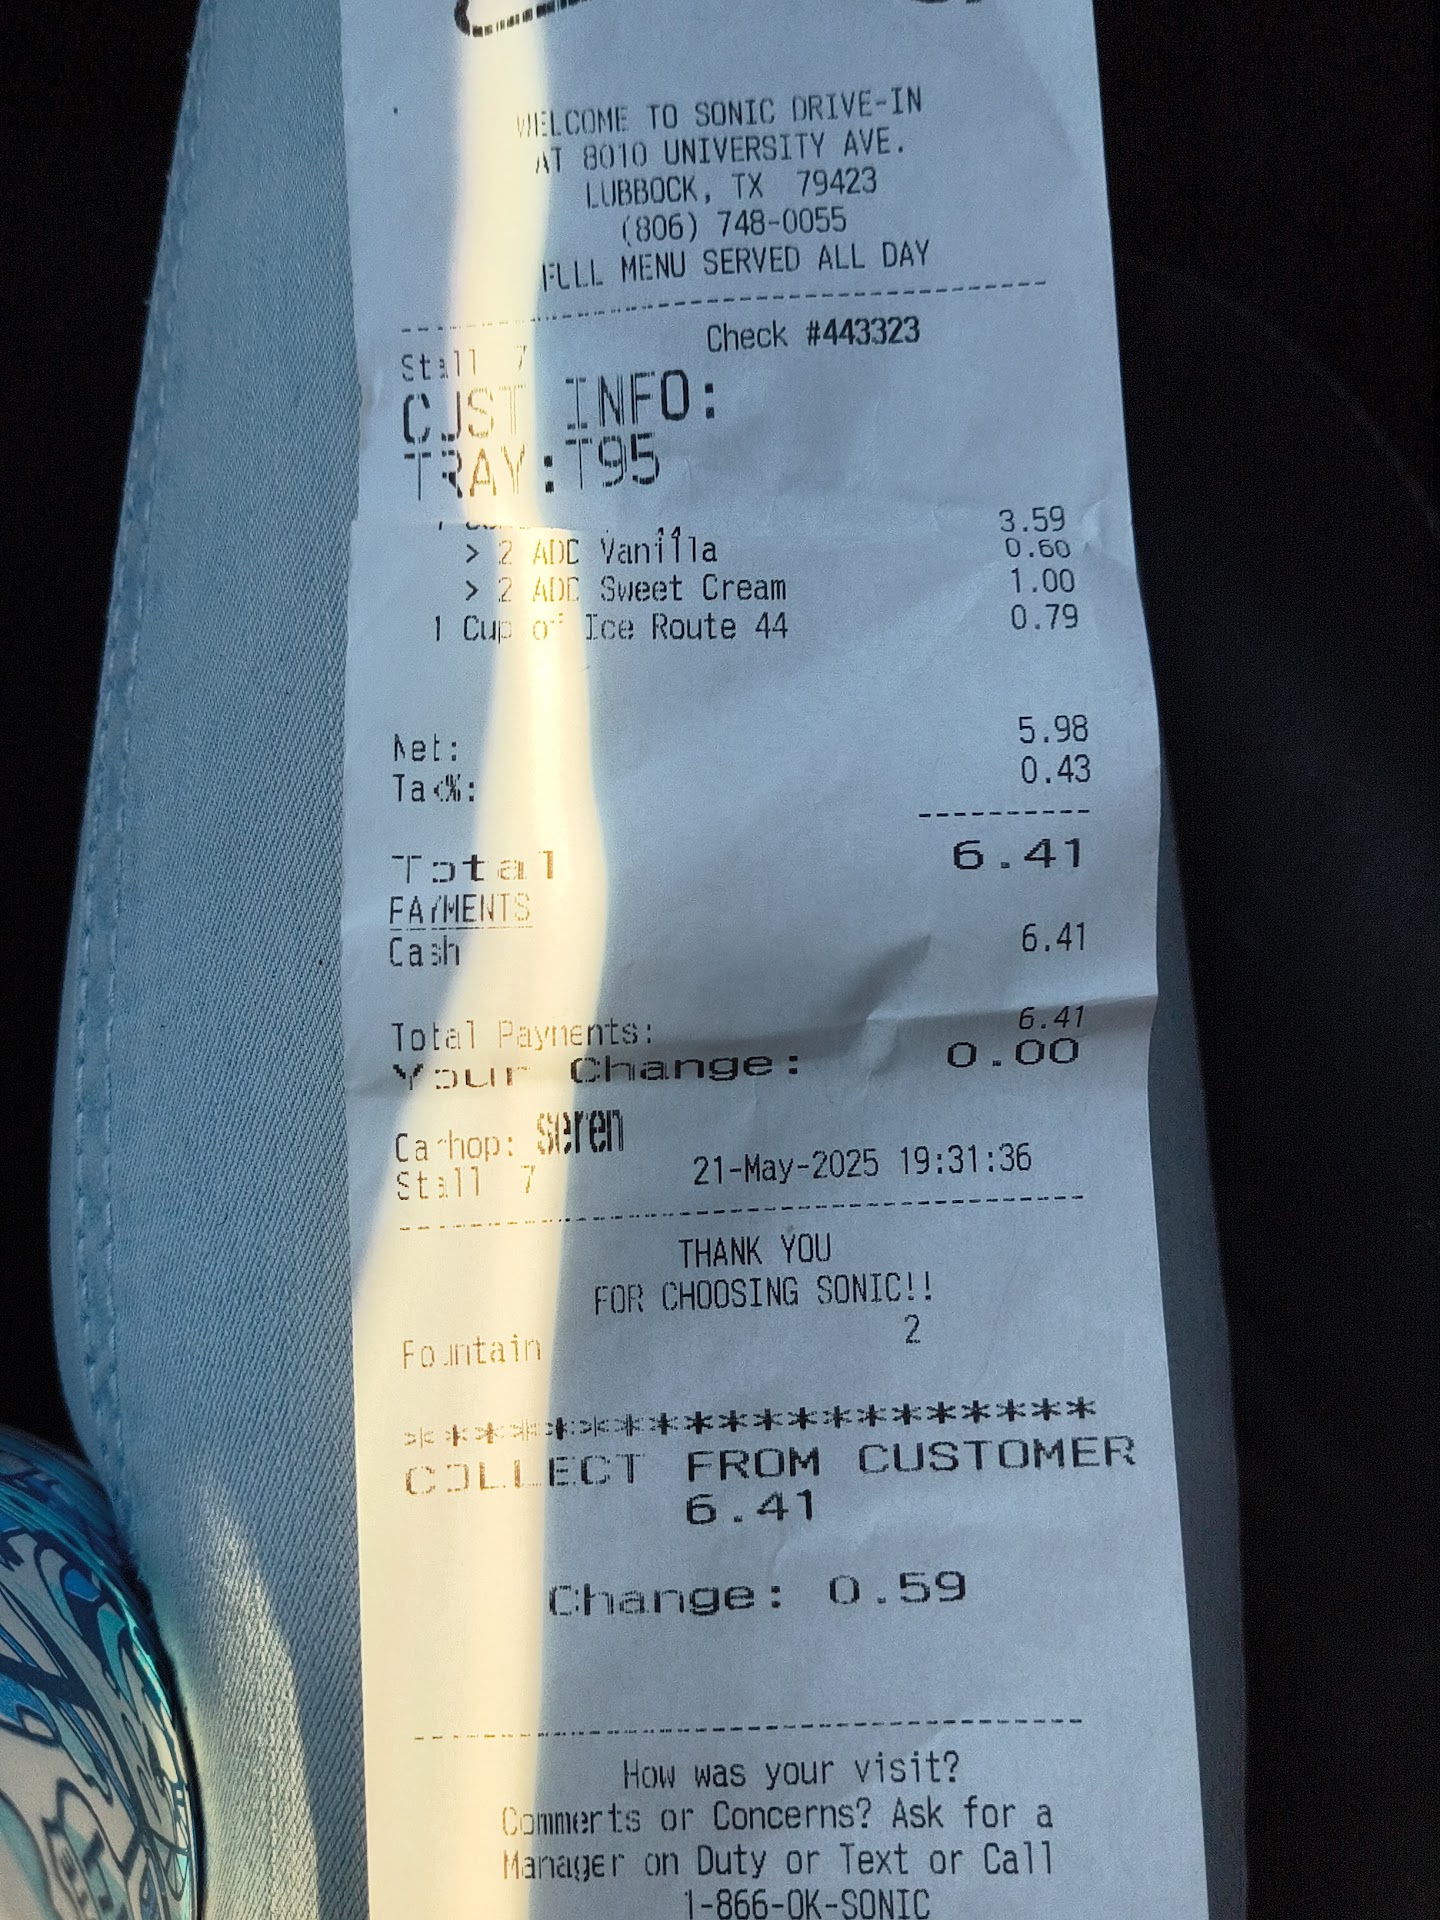 WELCOME TO SONIC DRIVE-IN
AT 8010 UNIVERSITY AVE.
LUBBOCK, TX 79423
(806) 748-0055
FULL MENU SERVED ALL DAY
Stall 7 Check #443323
CUST INFO:
TRAY:T95
3.59
> 2 ADD Vanilla 0.60
> 2 ADD Sweet Cream 1.00
1 Cup of Ice Route 44 0.79
Net: 5.98
Tax%: 0.43
Total 6.41
PAYMENTS
Cash 6.41
Total Payments: 6.41
Your Change: 0.00
Carhop: seren
Stall 7 21-May-2025 19:31:36
THANK YOU
FOR CHOOSING SONIC!!
Fountain 2
********************
COLLECT FROM CUSTOMER
6.41
Change: 0.59
How was your visit?
Comments or Concerns? Ask for a
Manager on Duty or Text or Call
1-866-OK-SONIC